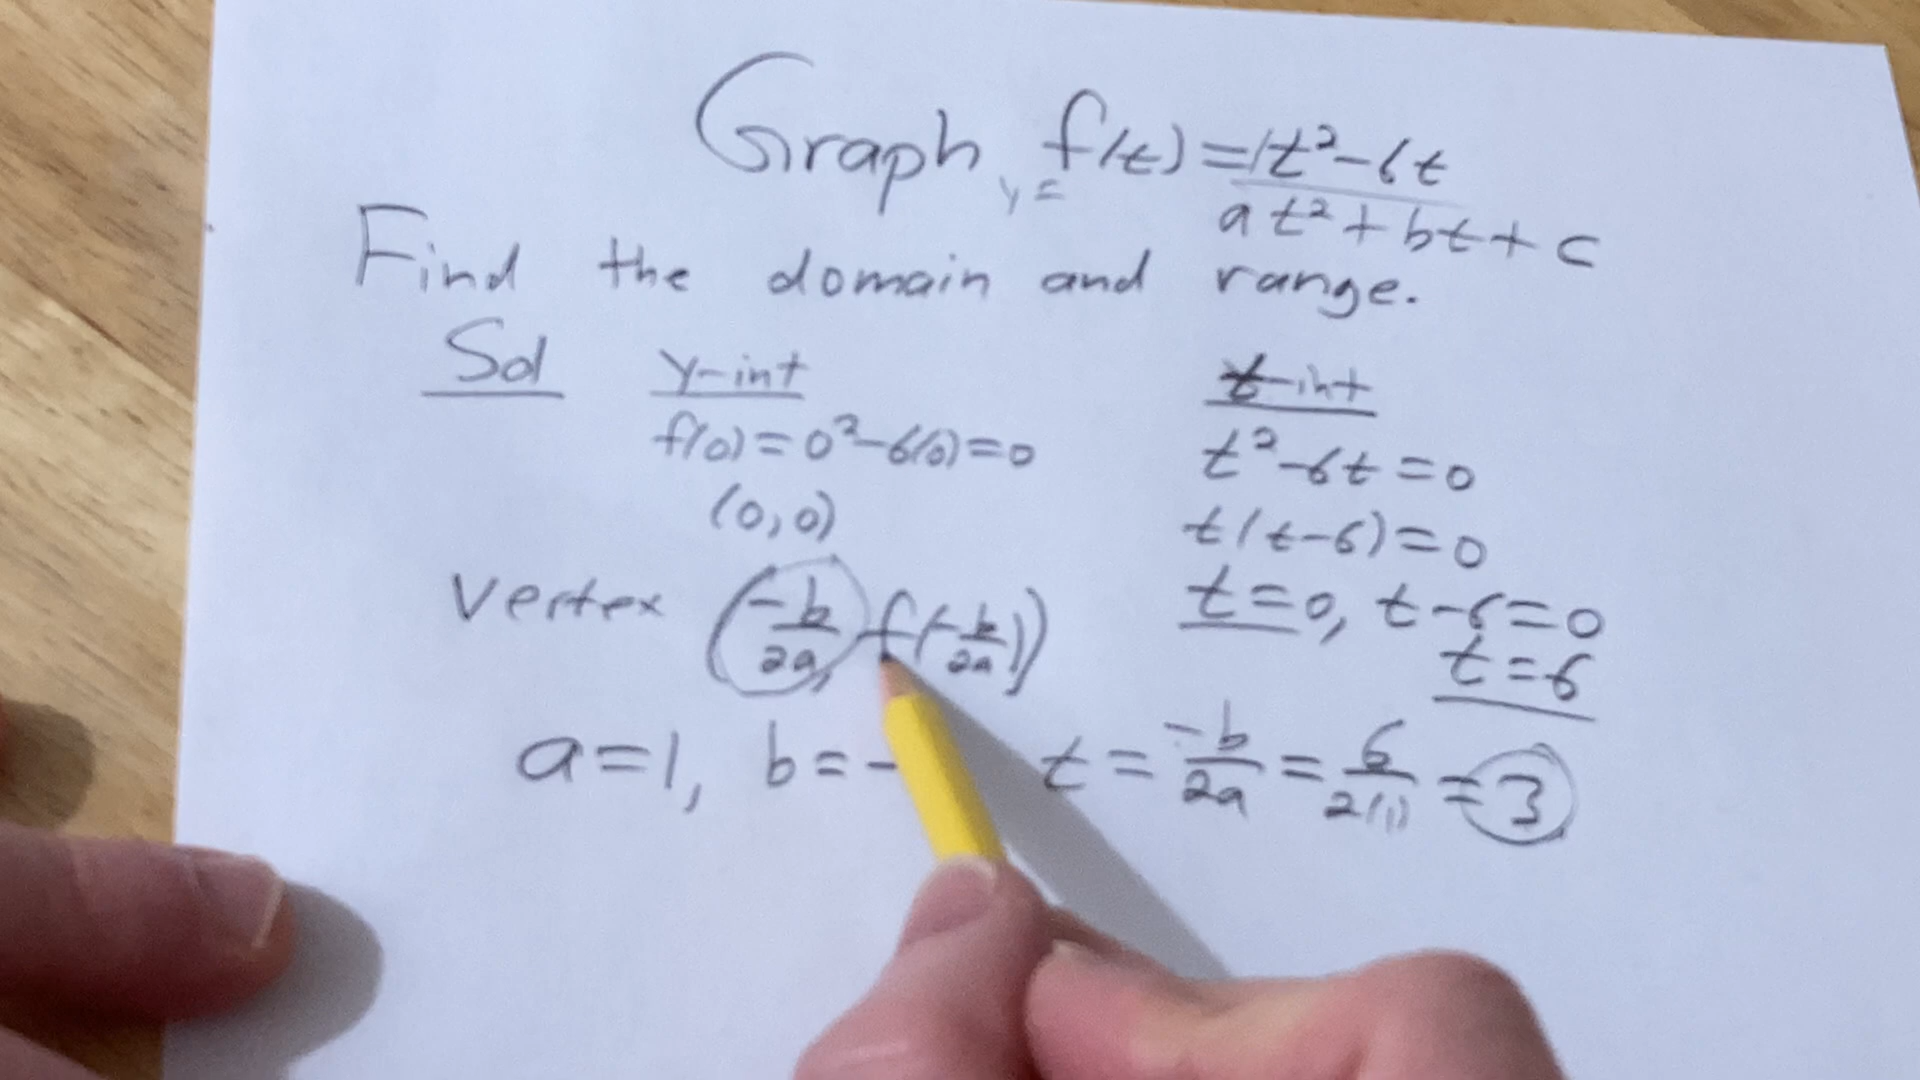 Graph f(t) = 1t² - 6t
y =
at² + bt + c
Find the domain and range.
Sol
y-int
f(0) = 0² - 6(0) = 0
(0, 0)
t-int
t² - 6t = 0
t(t - 6) = 0
t = 0, t - 6 = 0
t = 6
Vertex (-b/2a, f(-b/2a))
a = 1, b = -
t = -b/2a = 6/2(1) = 3